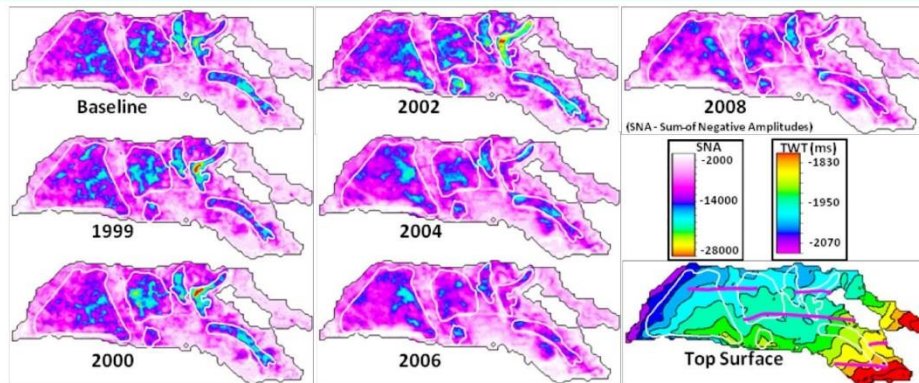 Baseline
2002
2008
(SNA - Sum-of Negative Amplitudes)
1999
2004
SNA
-2000
-14000
-28000
TWT (ms)
-1830
-1950
-2070
2000
2006
Top Surface